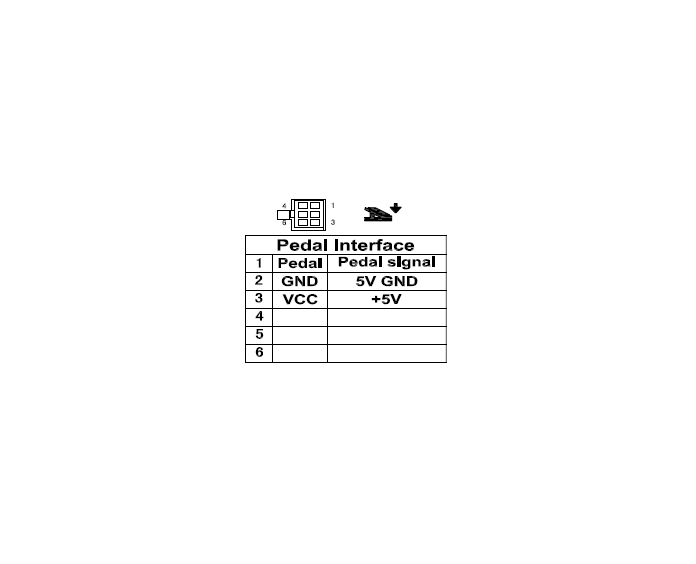 4 1
6 3
Pedal Interface
1 Pedal Pedal signal
2 GND 5V GND
3 VCC +5V
4
5
6